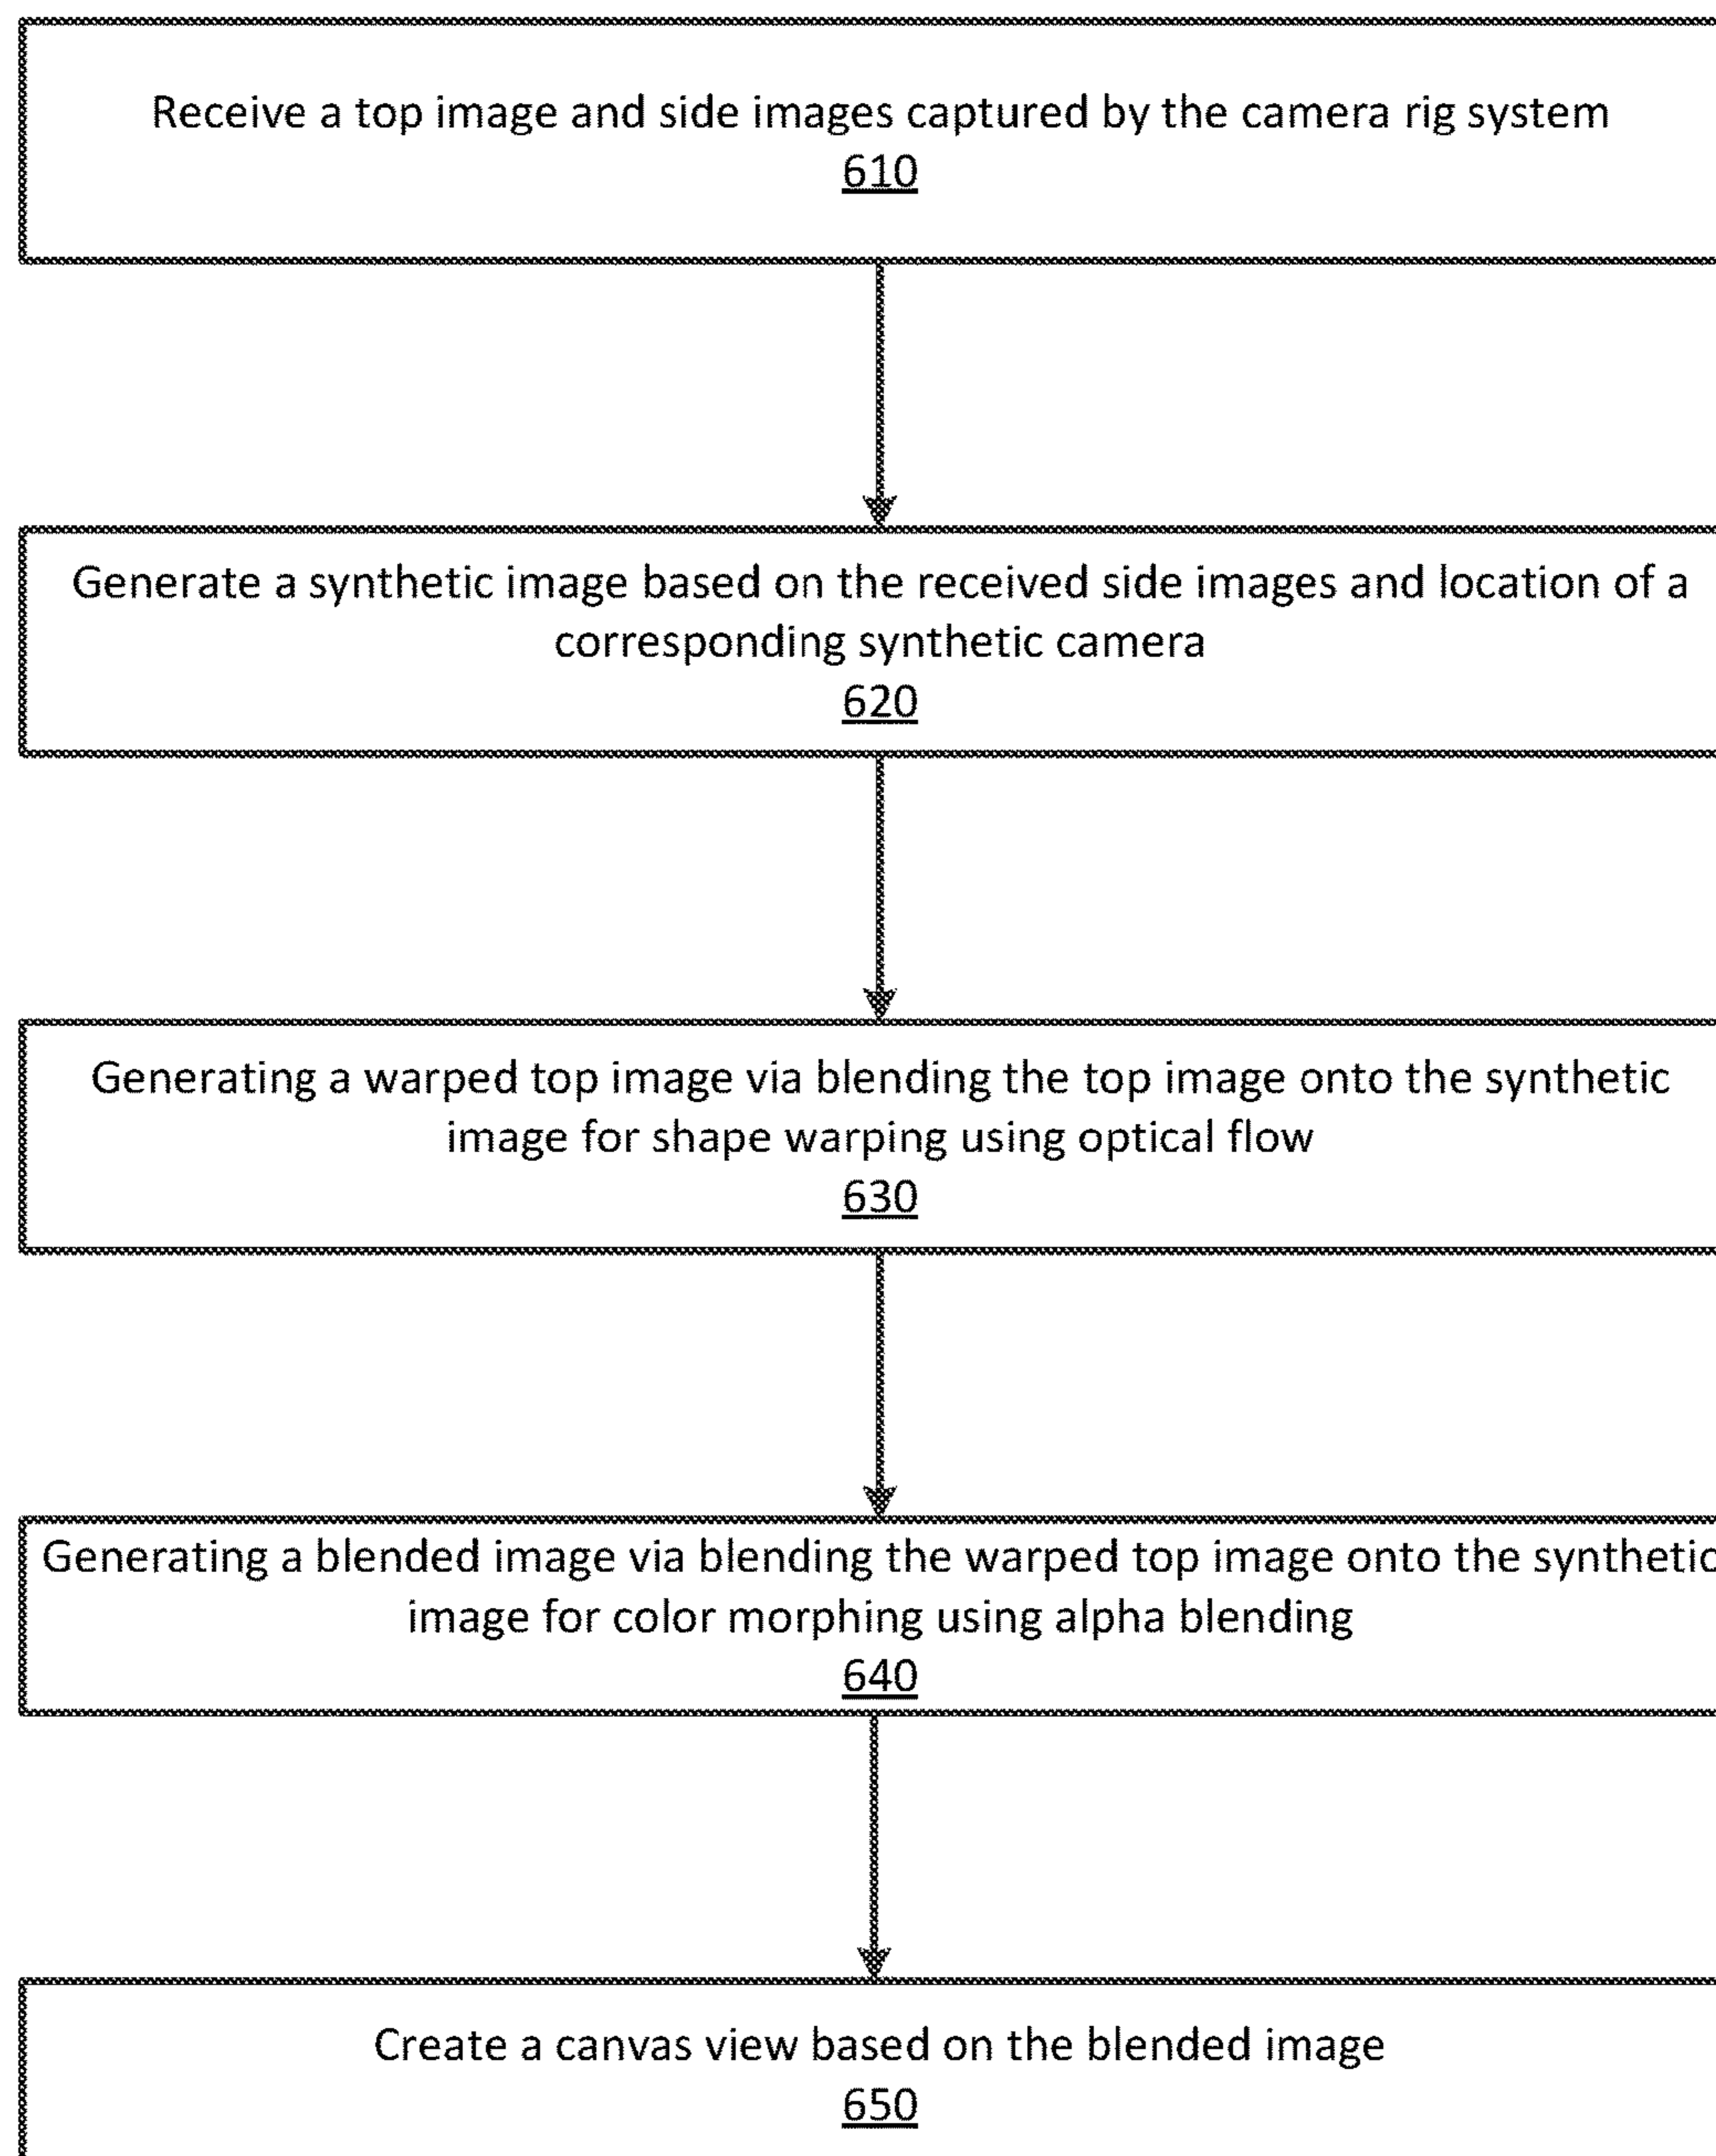 Receive a top image and side images captured by the camera rig system
610
Generate a synthetic image based on the received side images and location of a
corresponding synthetic camera
620
Generating a warped top image via blending the top image onto the synthetic
image for shape warping using optical flow
630
Generating a blended image via blending the warped top image onto the synthetic
image for color morphing using alpha blending
640
Create a canvas view based on the blended image
650